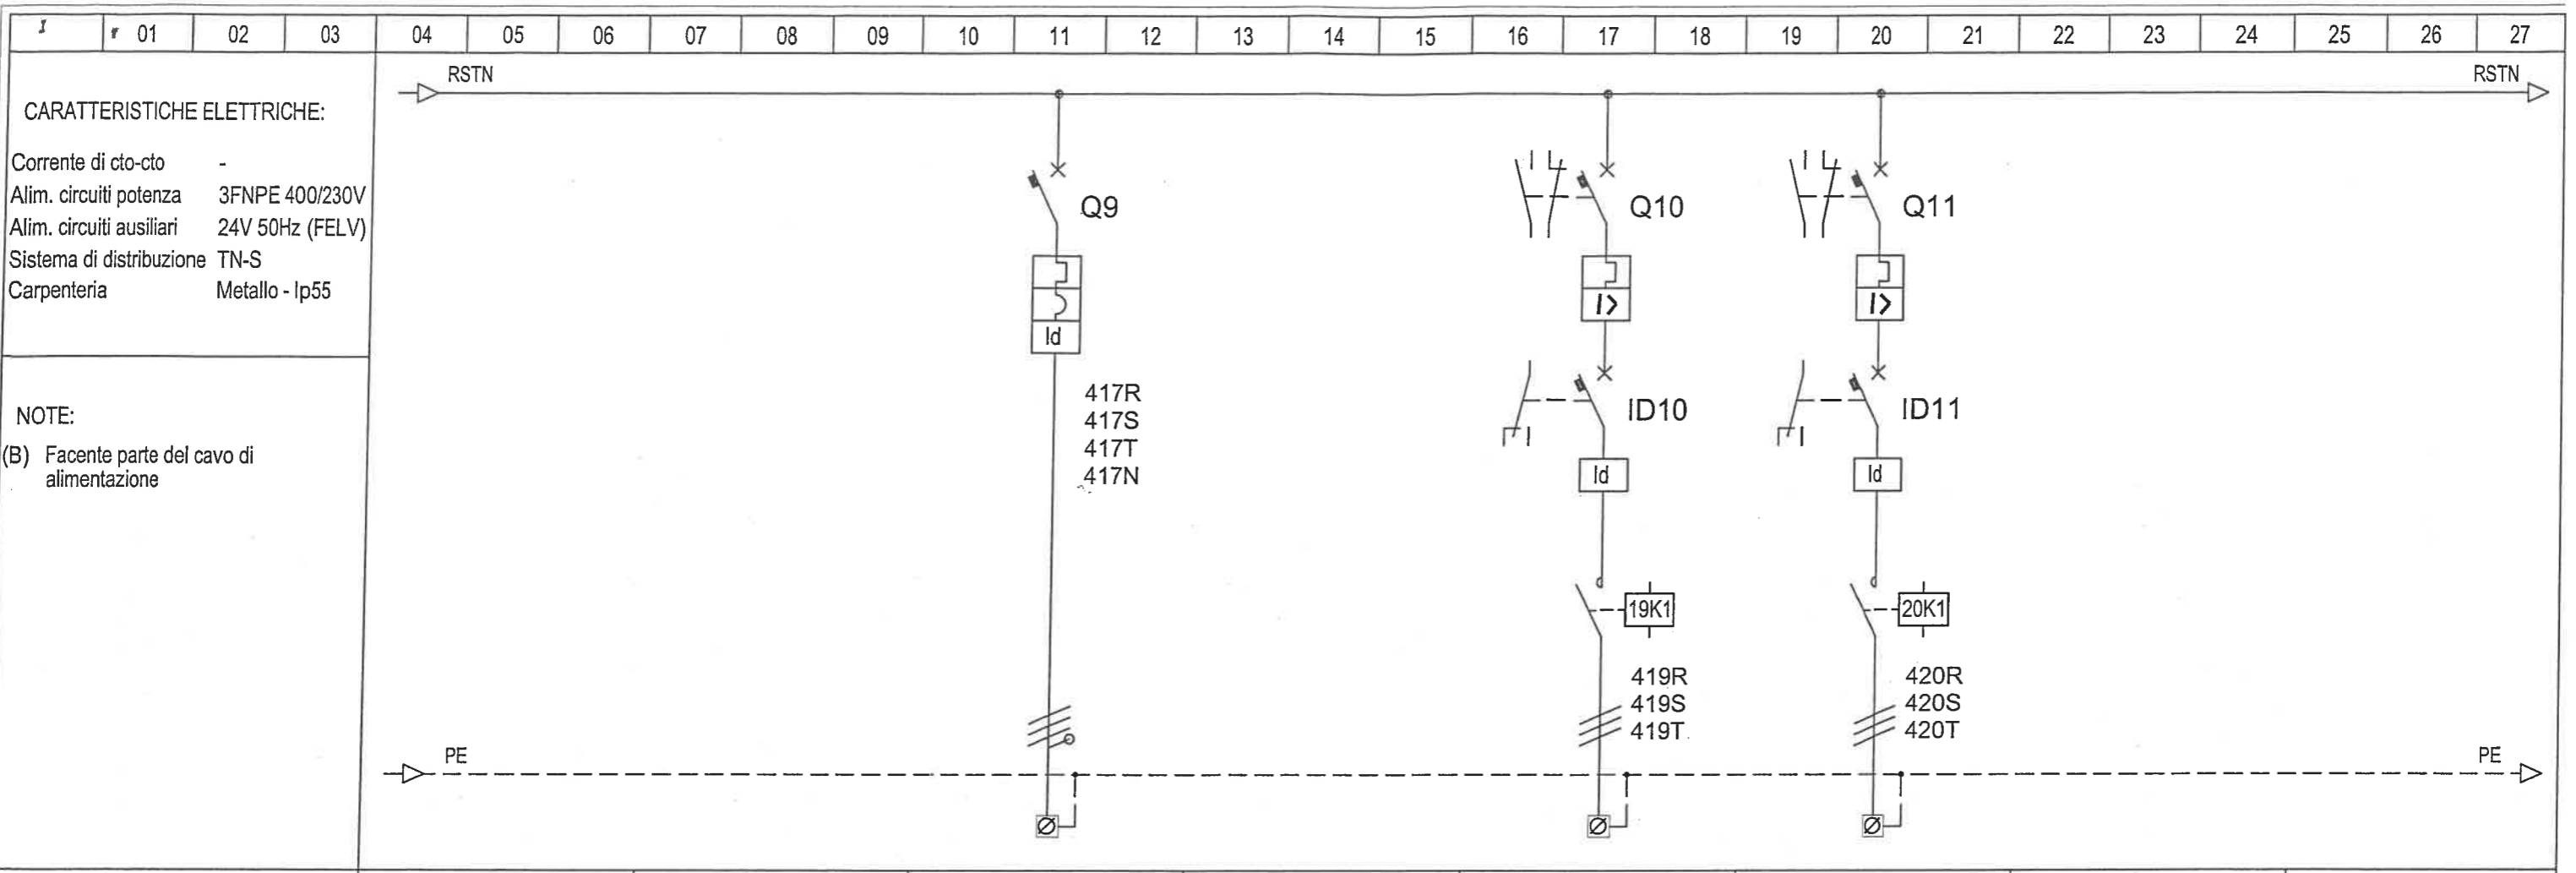 01 02 03 04 05 06 07 08 09 10 11 12 13 14 15 16 17 18 19 20 21 22 23 24 25 26 27
RSTN RSTN
CARATTERISTICHE ELETTRICHE:
Corrente di cto-cto -
Alim. circuiti potenza 3FNPE 400/230V
Alim. circuiti ausiliari 24V 50Hz (FELV)
Sistema di distribuzione TN-S
Carpenteria Metallo - Ip55
NOTE:
(B) Facente parte del cavo di
alimentazione
Q9
Id
417R
417S
417T
417N
Q10
I>
ID10
Id
19K1
419R
419S
419T
Q11
I>
ID11
Id
20K1
420R
420S
420T
PE PE